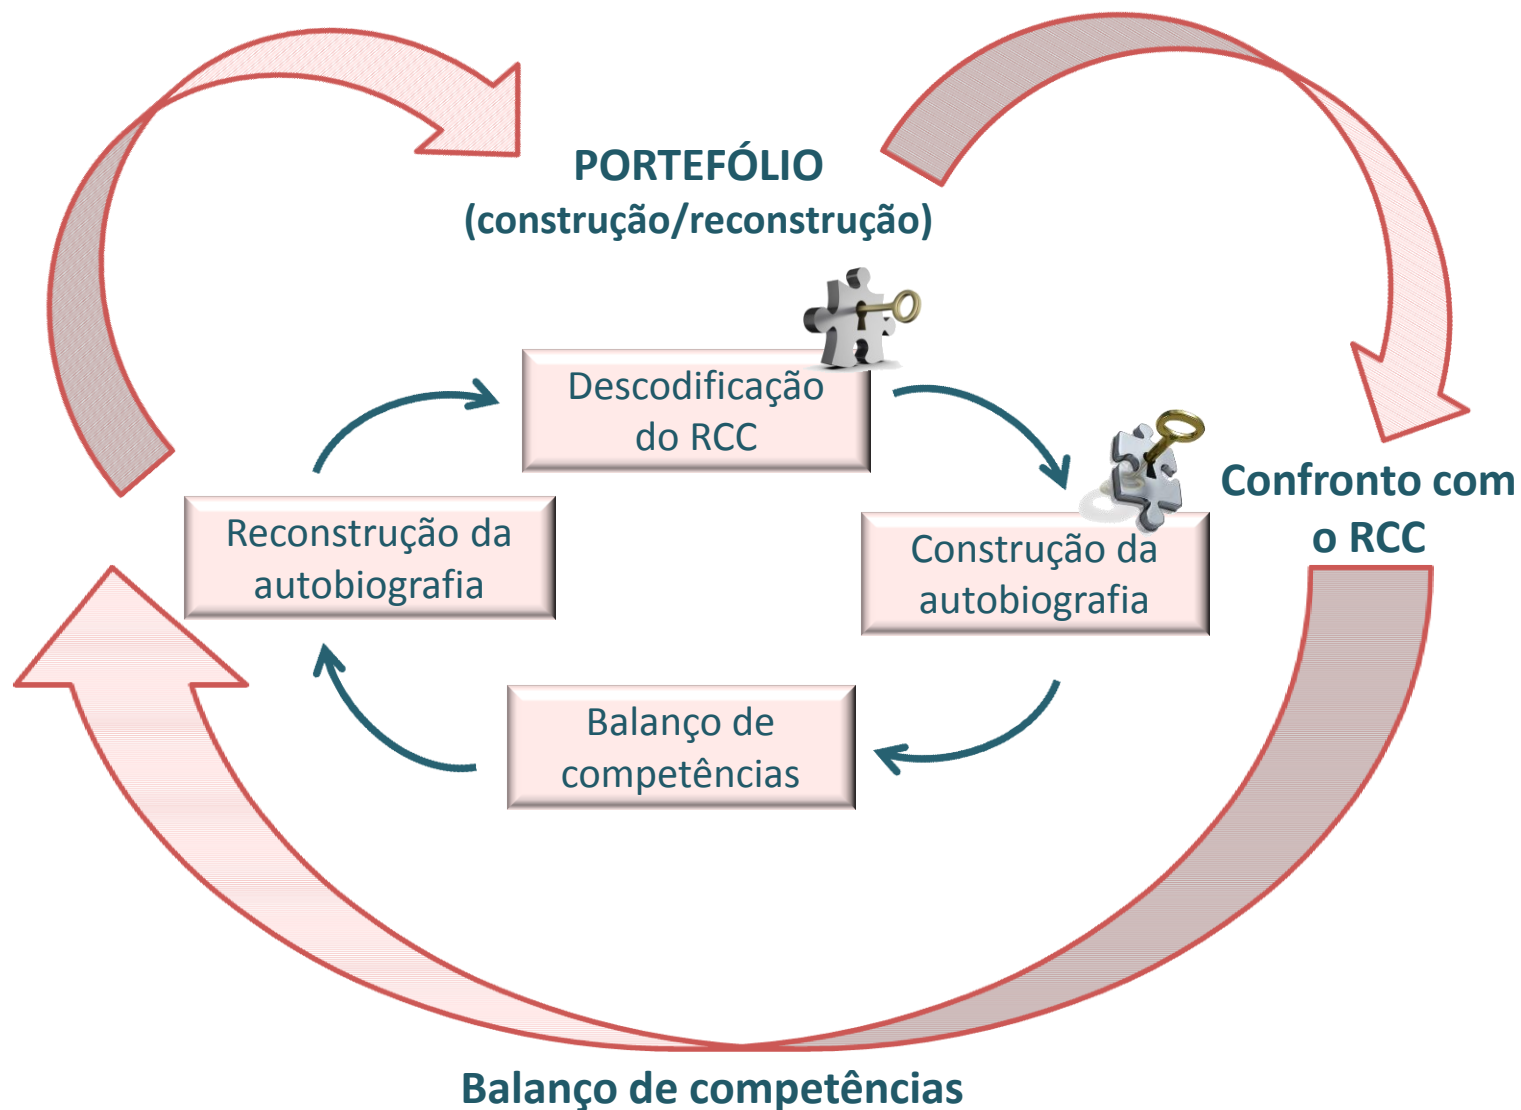 PORTEFÓLIO
(construção/reconstrução)
Descodificação
do RCC
Confronto com
o RCC
Reconstrução da
autobiografia
Construção da
autobiografia
Balanço de
competências
Balanço de competências